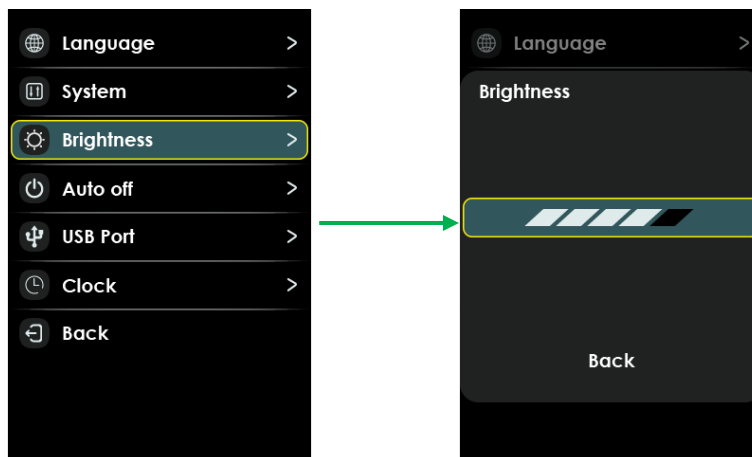 Language >
System >
Brightness >
Auto off >
USB Port >
Clock >
Back
Language >
Brightness
Back